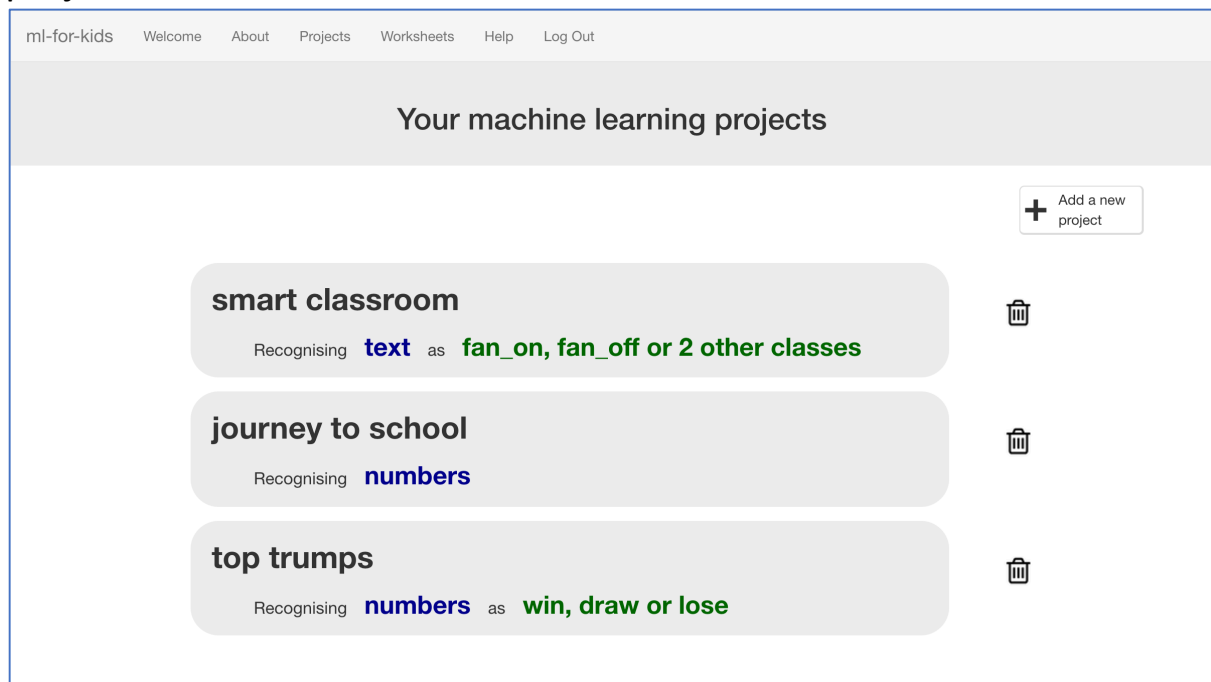 ml-for-kids Welcome About Projects Worksheets Help Log Out
Your machine learning projects
Add a new
project
smart classroom
Recognising text as fan_on, fan_off or 2 other classes
journey to school
Recognising numbers
top trumps
Recognising numbers as win, draw or lose